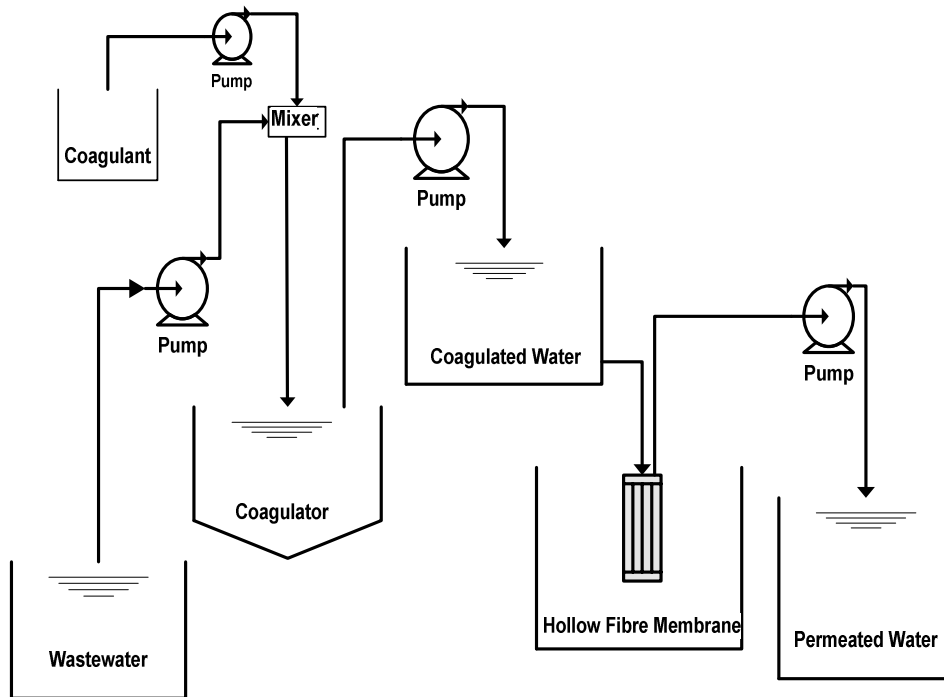 Pump
Mixer
Coagulant
Pump
Pump
Coagulated Water
Pump
Coagulator
Hollow Fibre Membrane
Permeated Water
Wastewater